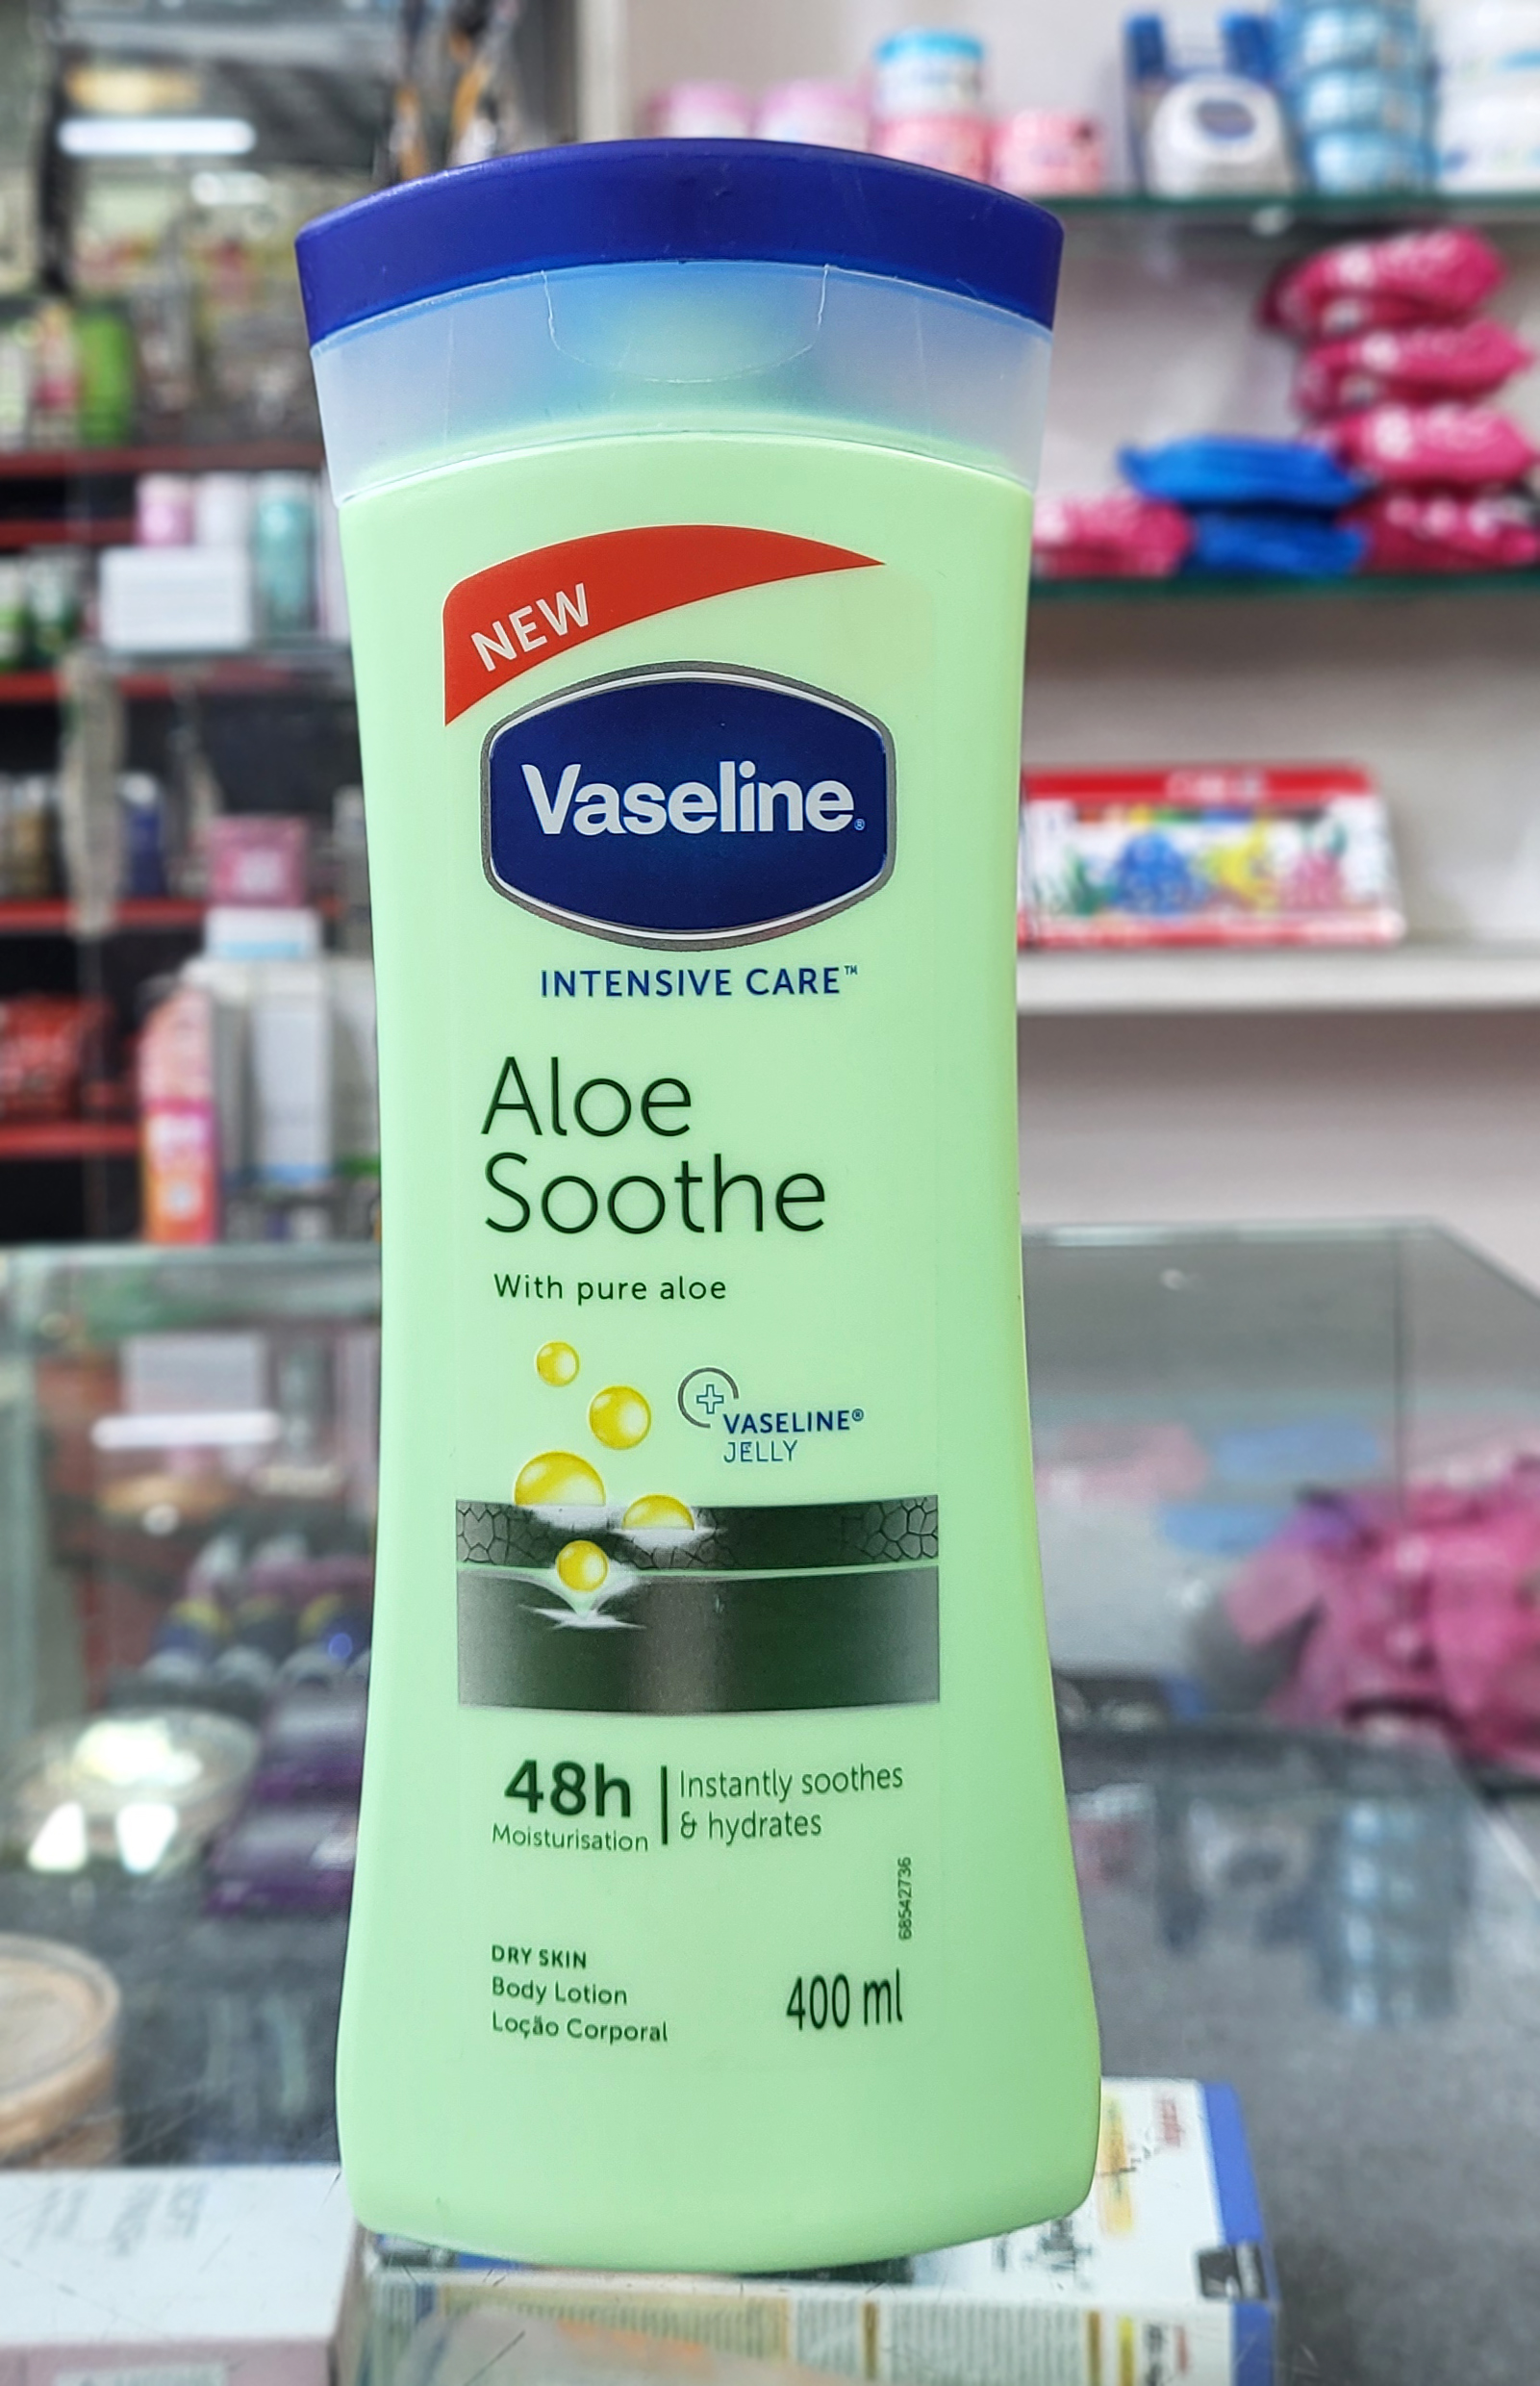 NEW
Vaseline®
INTENSIVE CARE™
Aloe
Soothe
With pure aloe
VASELINE®
JELLY
48h
Moisturisation
Instantly soothes
& hydrates
68542736
DRY SKIN
Body Lotion
Loção Corporal
400 ml